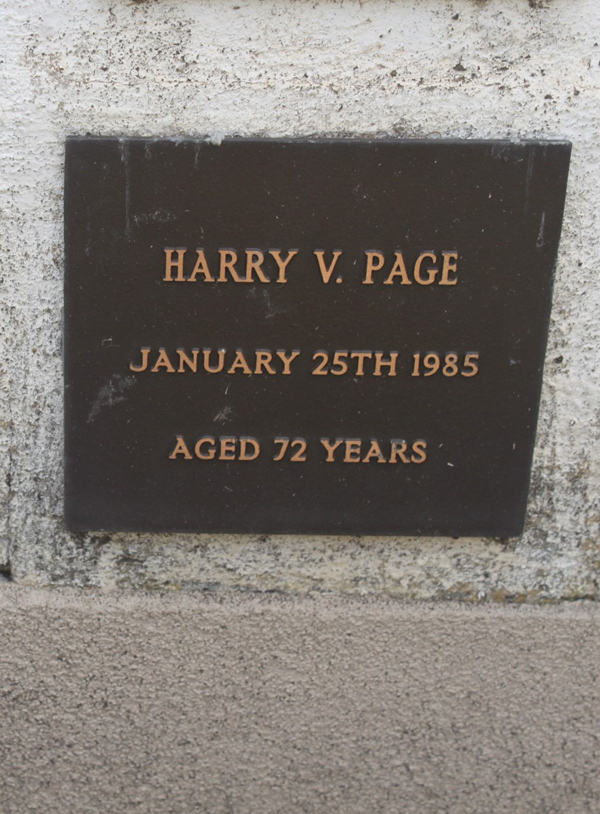 HARRY V. PAGE
JANUARY 25TH 1985
AGED 72 YEARS